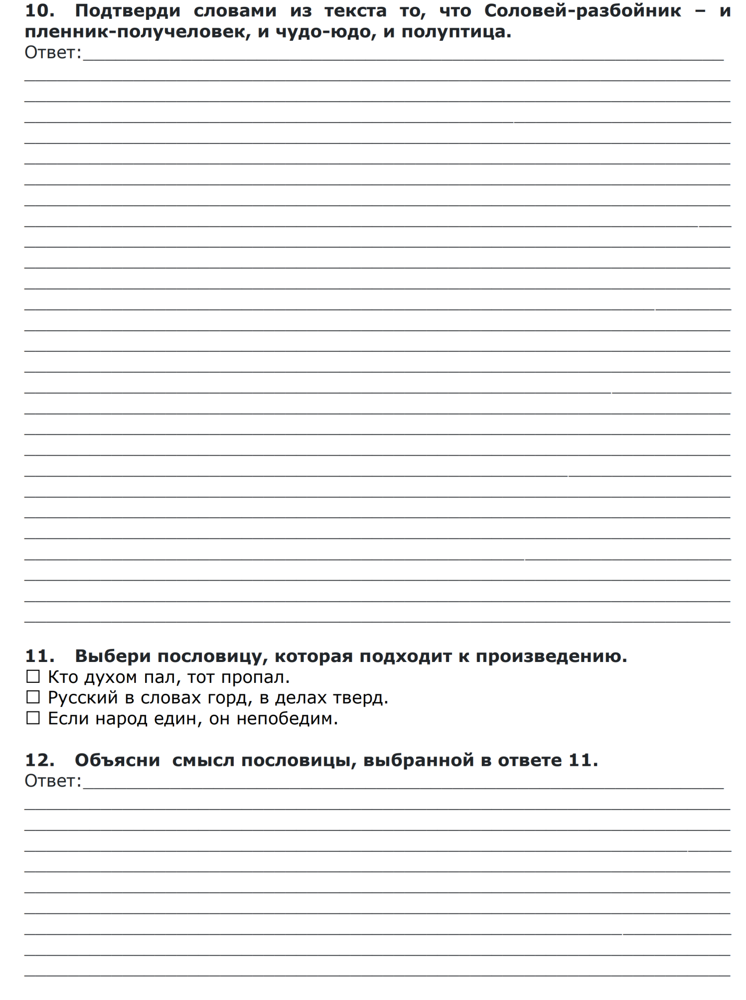 10. Подтверди словами из текста то, что Соловей-разбойник – и
пленник-получеловек, и чудо-юдо, и полуптица.
Ответ:
11. Выбери пословицу, которая подходит к произведению.
☐ Кто духом пал, тот пропал.
☐ Русский в словах горд, в делах тверд.
☐ Если народ един, он непобедим.
12. Объясни смысл пословицы, выбранной в ответе 11.
Ответ: